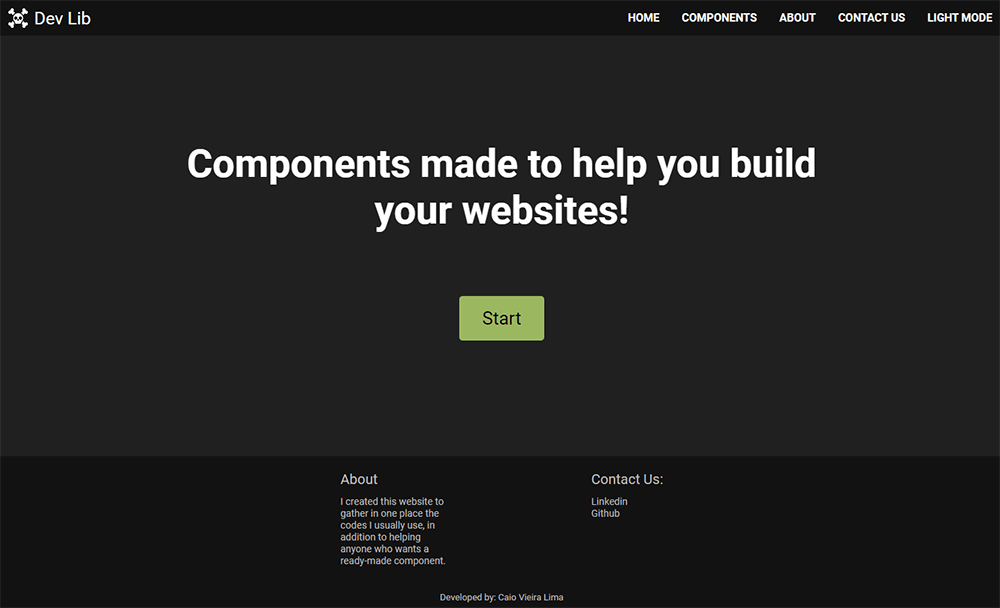 Dev Lib
HOME COMPONENTS ABOUT CONTACT US LIGHT MODE
Components made to help you build
your websites!
Start
About
I created this website to
gather in one place the
codes I usually use, in
addition to helping
anyone who wants a
ready-made component.
Contact Us:
Linkedin
Github
Developed by: Caio Vieira Lima